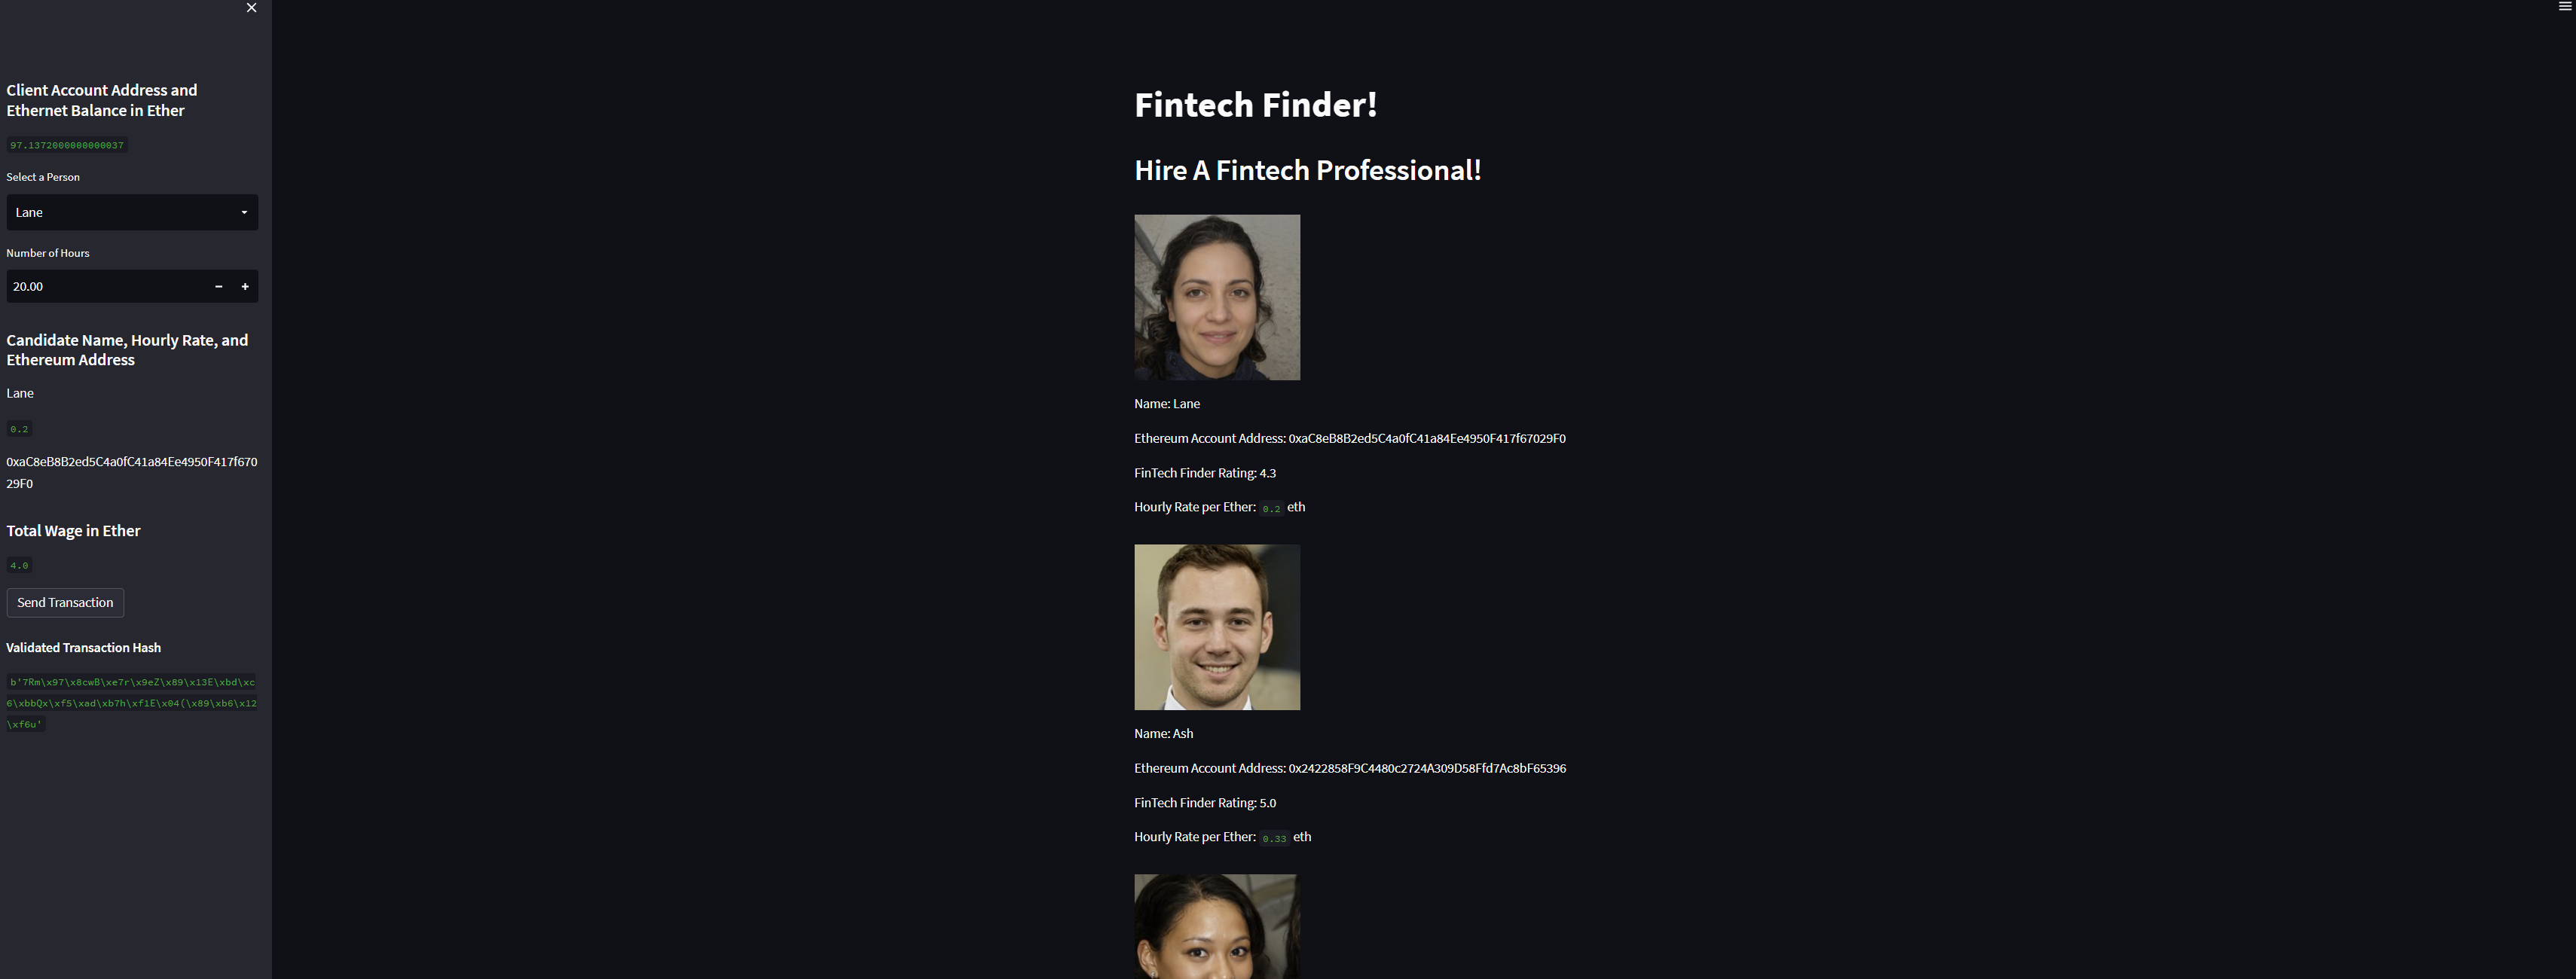 Client Account Address and
Ethernet Balance in Ether
97.1372000000000037
Select a Person
Lane
Number of Hours
20.00
Candidate Name, Hourly Rate, and
Ethereum Address
Lane
0.2
0xaC8eB8B2ed5C4a0fC41a84Ee4950F417f670
29F0
Total Wage in Ether
4.0
Send Transaction
Validated Transaction Hash
b'7Rm\x97\x8cwB\xe7r\x9eZ\x89\x13E\xbd\xc
6\xbbQx\xf5\xad\xb7h\xf1E\x04(\x89\xb6\x12
\xf6u'
Fintech Finder!
Hire A Fintech Professional!
Name: Lane
Ethereum Account Address: 0xaC8eB8B2ed5C4a0fC41a84Ee4950F417f67029F0
FinTech Finder Rating: 4.3
Hourly Rate per Ether: 0.2 eth
Name: Ash
Ethereum Account Address: 0x2422858F9C4480c2724A309D58Ffd7Ac8bF65396
FinTech Finder Rating: 5.0
Hourly Rate per Ether: 0.33 eth